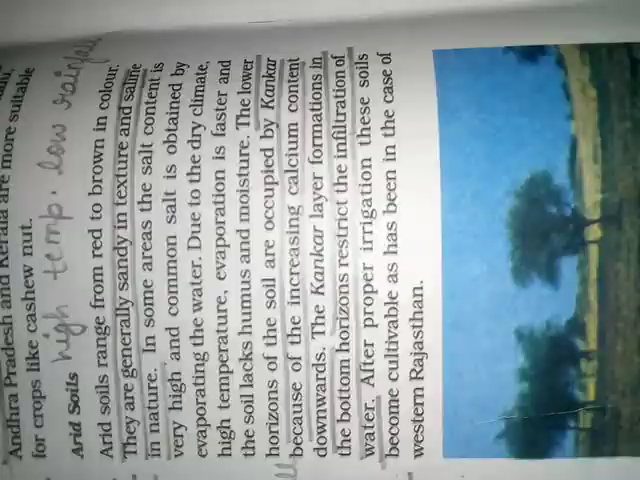 Andhra Pradesh and Kerala are more suitable
for crops like cashew nut.
high temp. low rainfall
Arid Soils
Arid soils range from red to brown in colour.
They are generally sandy in texture and saline
in nature. In some areas the salt content is
very high and common salt is obtained by
evaporating the water. Due to the dry climate,
high temperature, evaporation is faster and
the soil lacks humus and moisture. The lower
horizons of the soil are occupied by Kankar
because of the increasing calcium content
downwards. The Kankar layer formations in
the bottom horizons restrict the infiltration of
water. After proper irrigation these soils
become cultivable as has been in the case of
western Rajasthan.